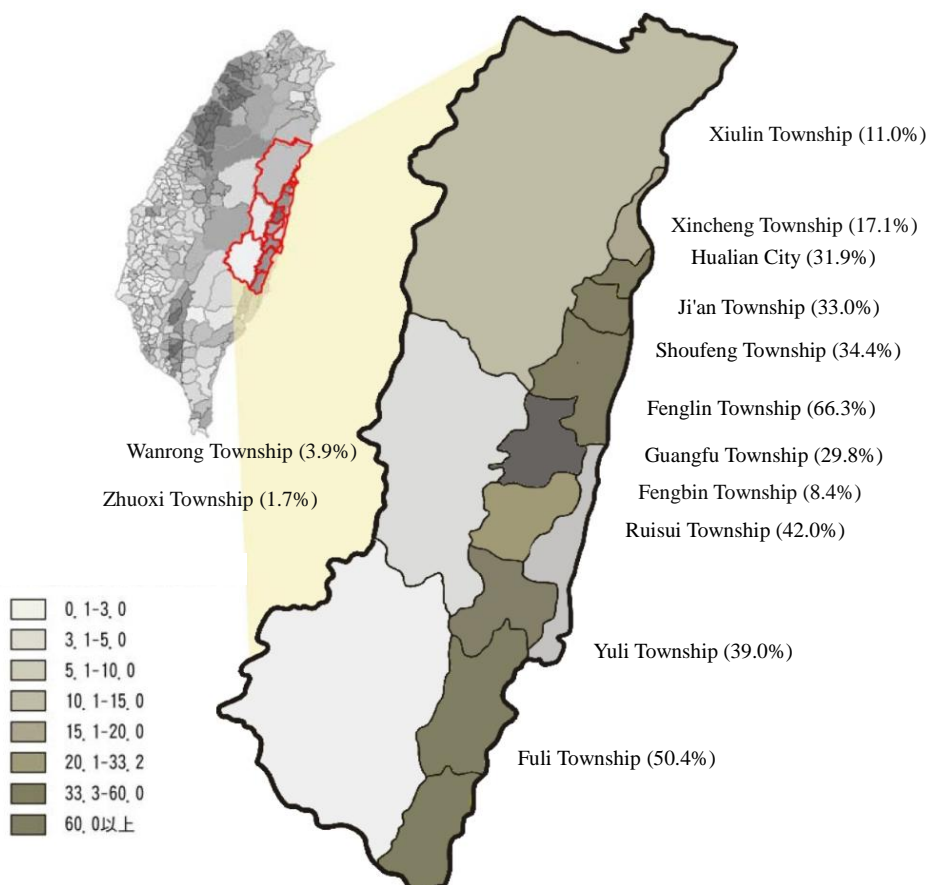 Xiulin Township (11.0%)
Xincheng Township (17.1%)
Hualian City (31.9%)
Ji'an Township (33.0%)
Shoufeng Township (34.4%)
Fenglin Township (66.3%)
Wanrong Township (3.9%)
Guangfu Township (29.8%)
Zhuoxi Township (1.7%)
Fengbin Township (8.4%)
Ruisui Township (42.0%)
Yuli Township (39.0%)
Fuli Township (50.4%)
0.1-3.0
3.1-5.0
5.1-10.0
10.1-15.0
15.1-20.0
20.1-33.2
33.3-60.0
60.0以上